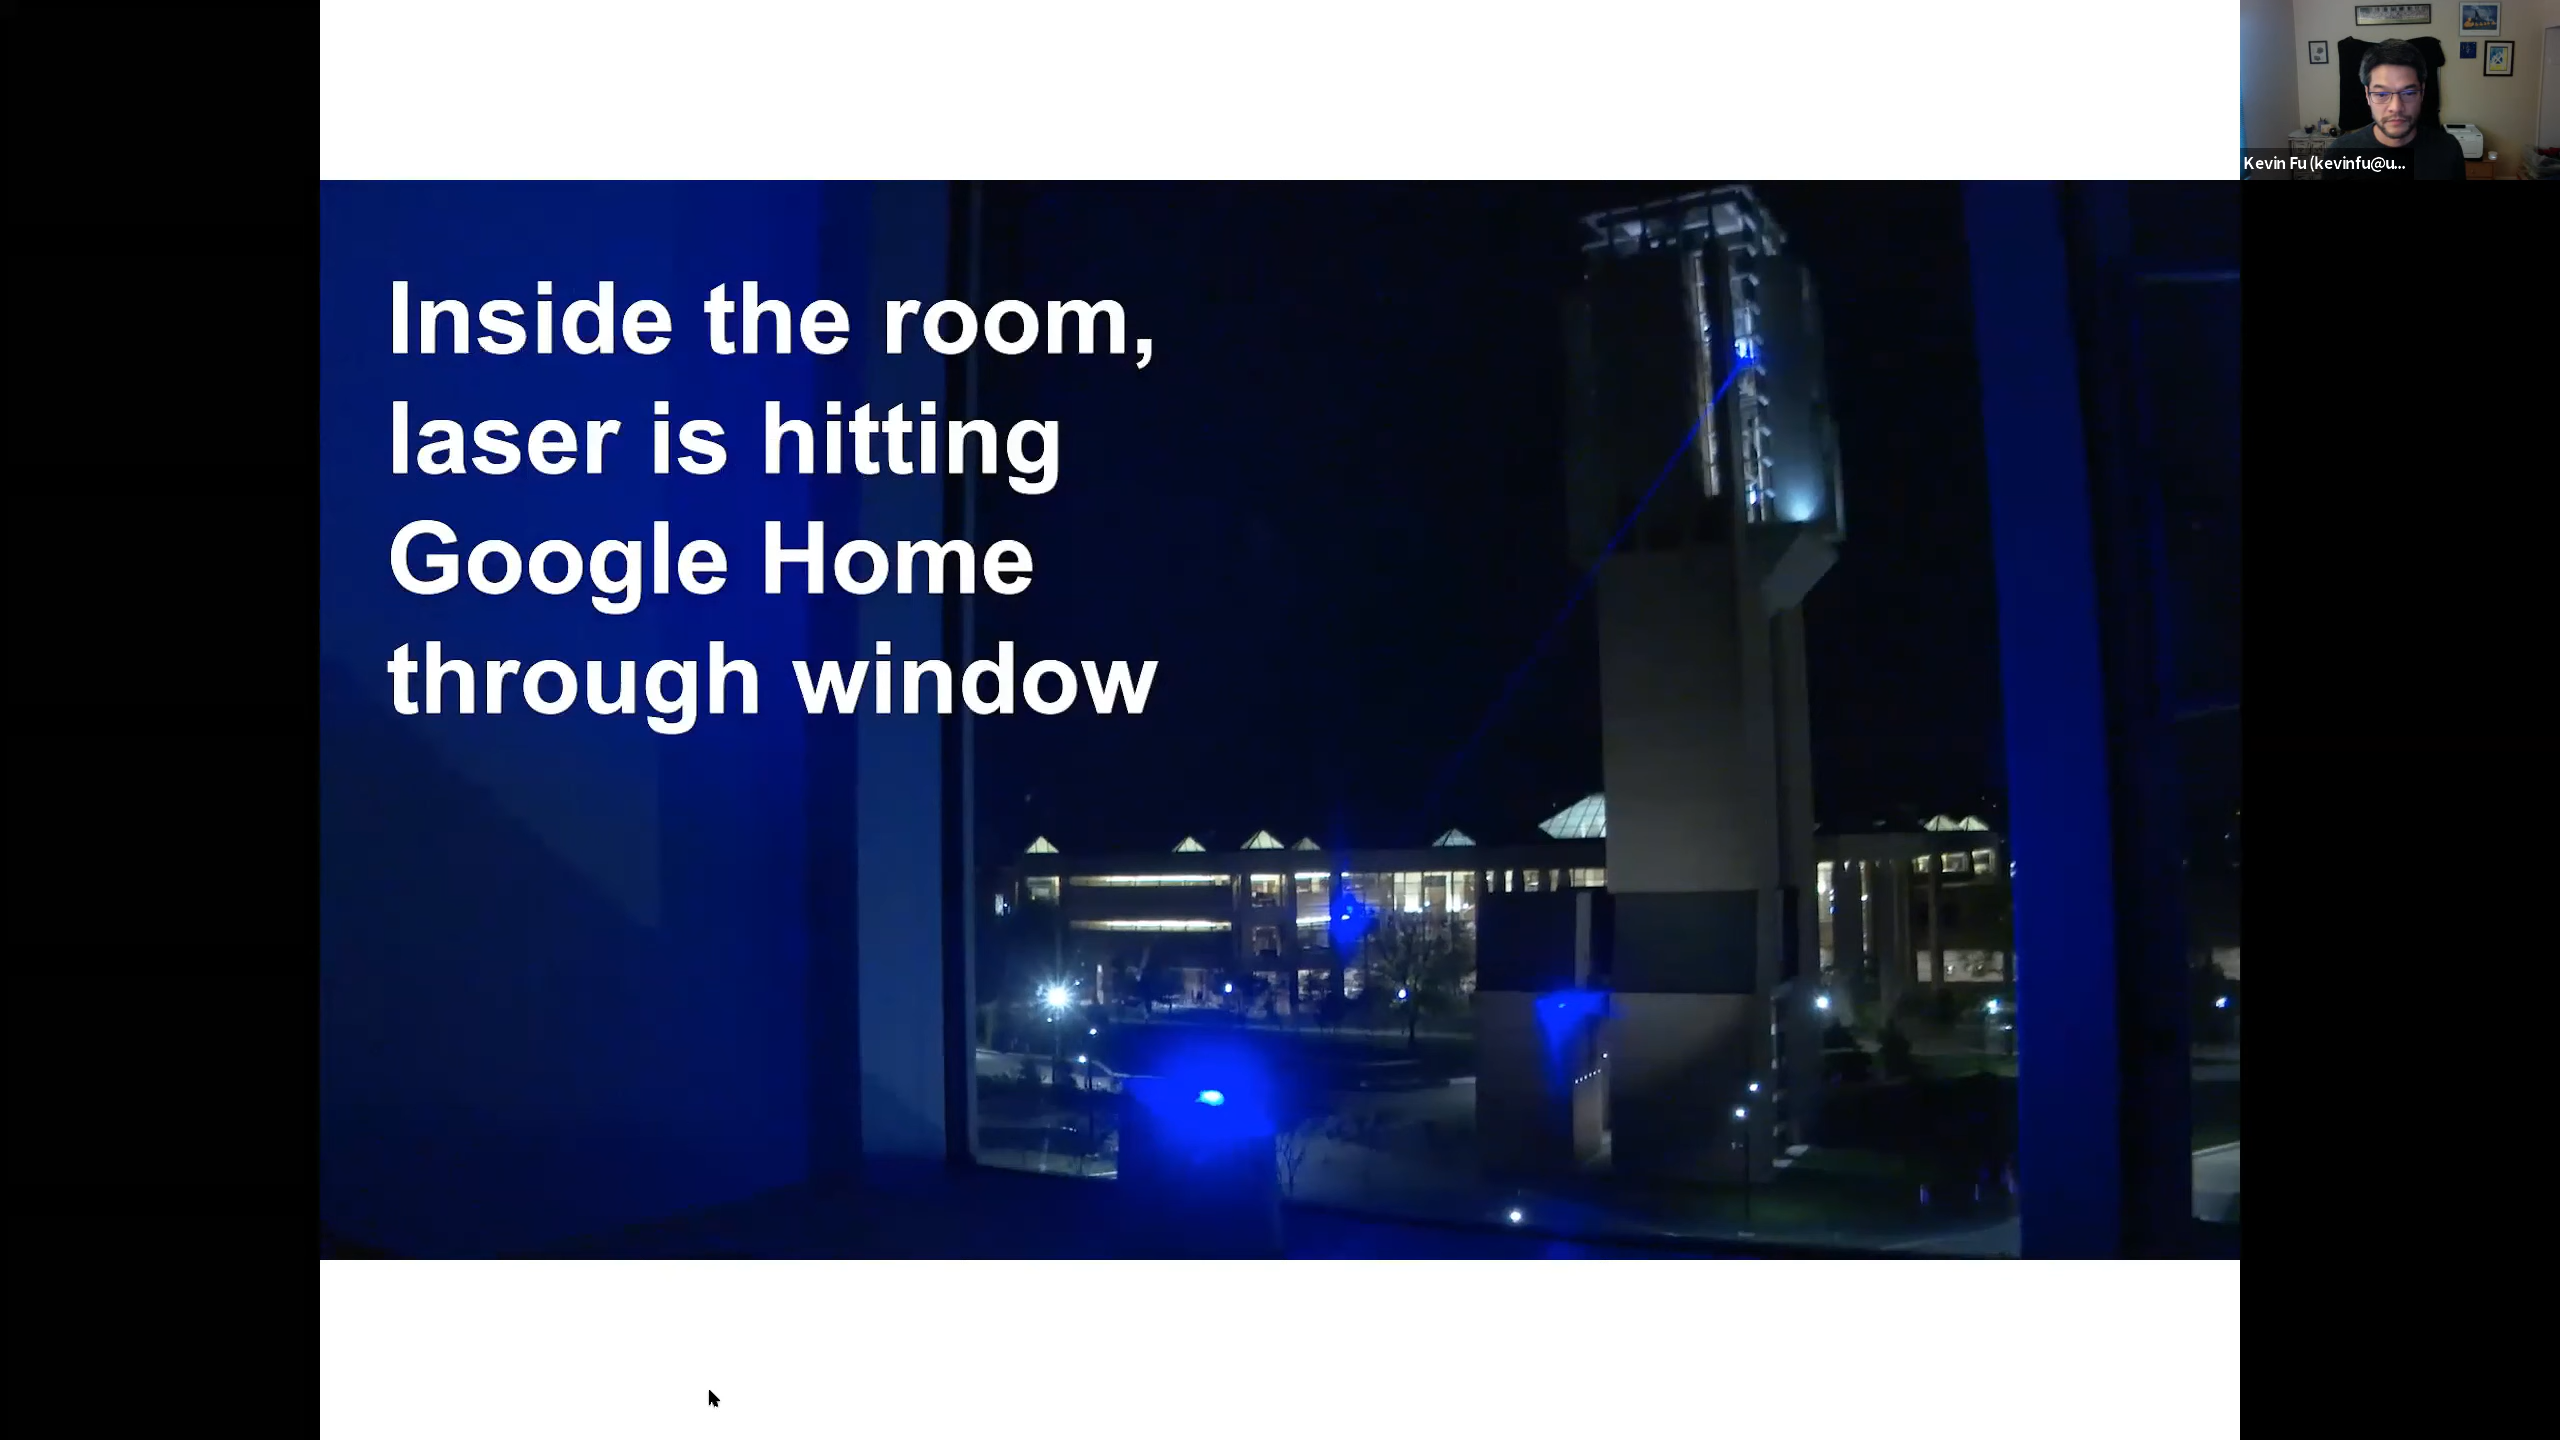 Inside the room,
laser is hitting
Google Home
through window
Kevin Fu (kevinfu@u...